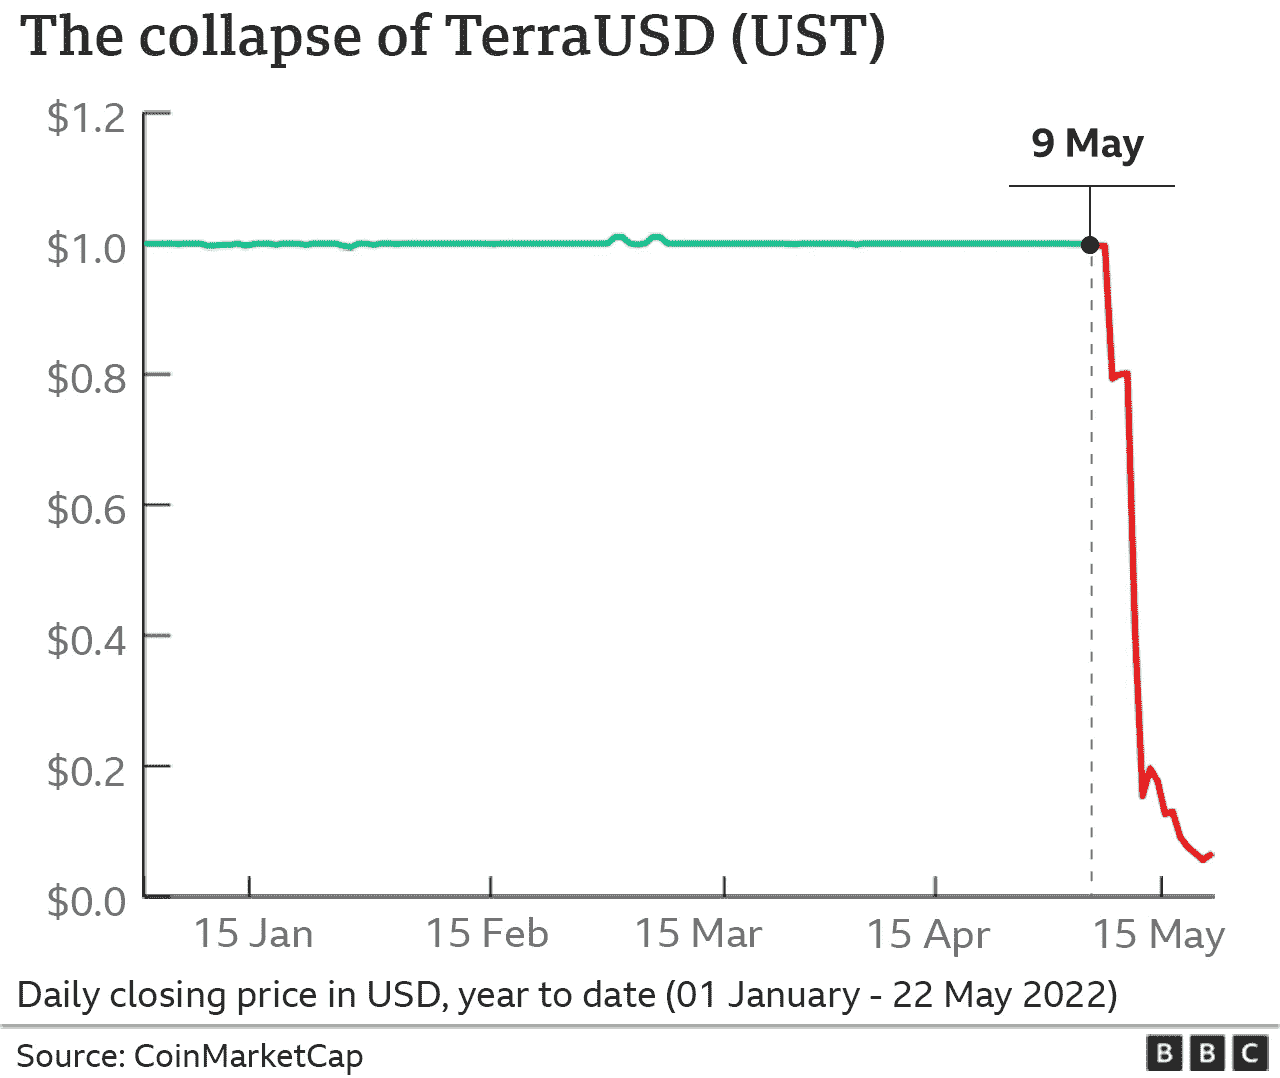 The collapse of TerraUSD (UST)
$1.2
9 May
$1.0
$0.8
$0.6
$0.4
$0.2
$0.0
15 Jan 15 Feb 15 Mar 15 Apr 15 May
Daily closing price in USD, year to date (01 January - 22 May 2022)
Source: CoinMarketCap BBC